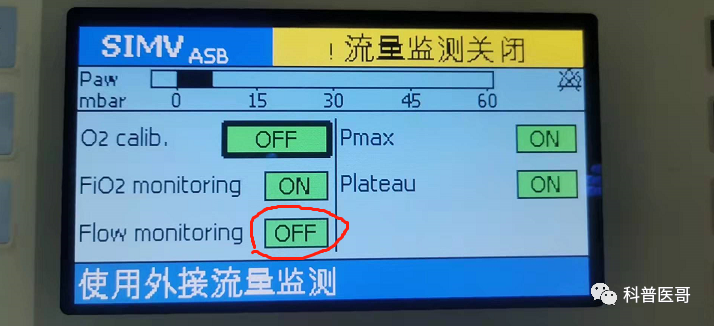 SIMV ASB
! 流量监测关闭
Paw
mbar 0 15 30 45 60
O2 calib. OFF Pmax ON
FiO2 monitoring ON Plateau ON
Flow monitoring OFF
使用外接流量监测
科普医哥